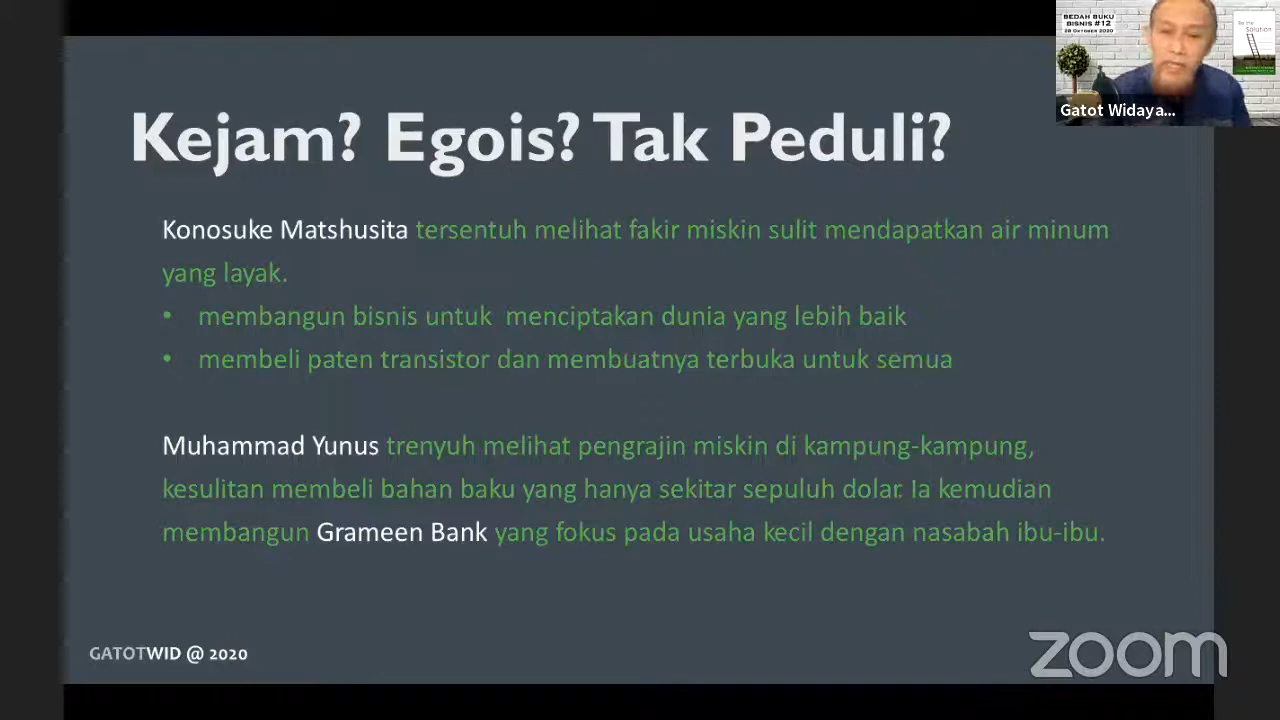 BEDAH BUKU
BISNIS #12
28 OKTOBER 2020
Be the
Solution
Gatot Widaya...
Kejam? Egois? Tak Peduli?
Konosuke Matshusita tersentuh melihat fakir miskin sulit mendapatkan air minum
yang layak.
• membangun bisnis untuk menciptakan dunia yang lebih baik
• membeli paten transistor dan membuatnya terbuka untuk semua
Muhammad Yunus trenyuh melihat pengrajin miskin di kampung-kampung,
kesulitan membeli bahan baku yang hanya sekitar sepuluh dolar. Ia kemudian
membangun Grameen Bank yang fokus pada usaha kecil dengan nasabah ibu-ibu.
GATOTWID @ 2020
zoom